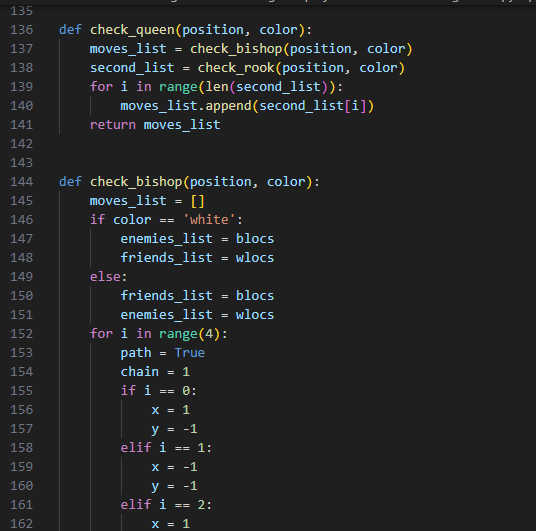 135
136 def check_queen(position, color):
137     moves_list = check_bishop(position, color)
138     second_list = check_rook(position, color)
139     for i in range(len(second_list)):
140         moves_list.append(second_list[i])
141     return moves_list
142
143
144 def check_bishop(position, color):
145     moves_list = []
146     if color == 'white':
147         enemies_list = blocs
148         friends_list = wlocs
149     else:
150         friends_list = blocs
151         enemies_list = wlocs
152     for i in range(4):
153         path = True
154         chain = 1
155         if i == 0:
156             x = 1
157             y = -1
158         elif i == 1:
159             x = -1
160             y = -1
161         elif i == 2:
162             x = 1